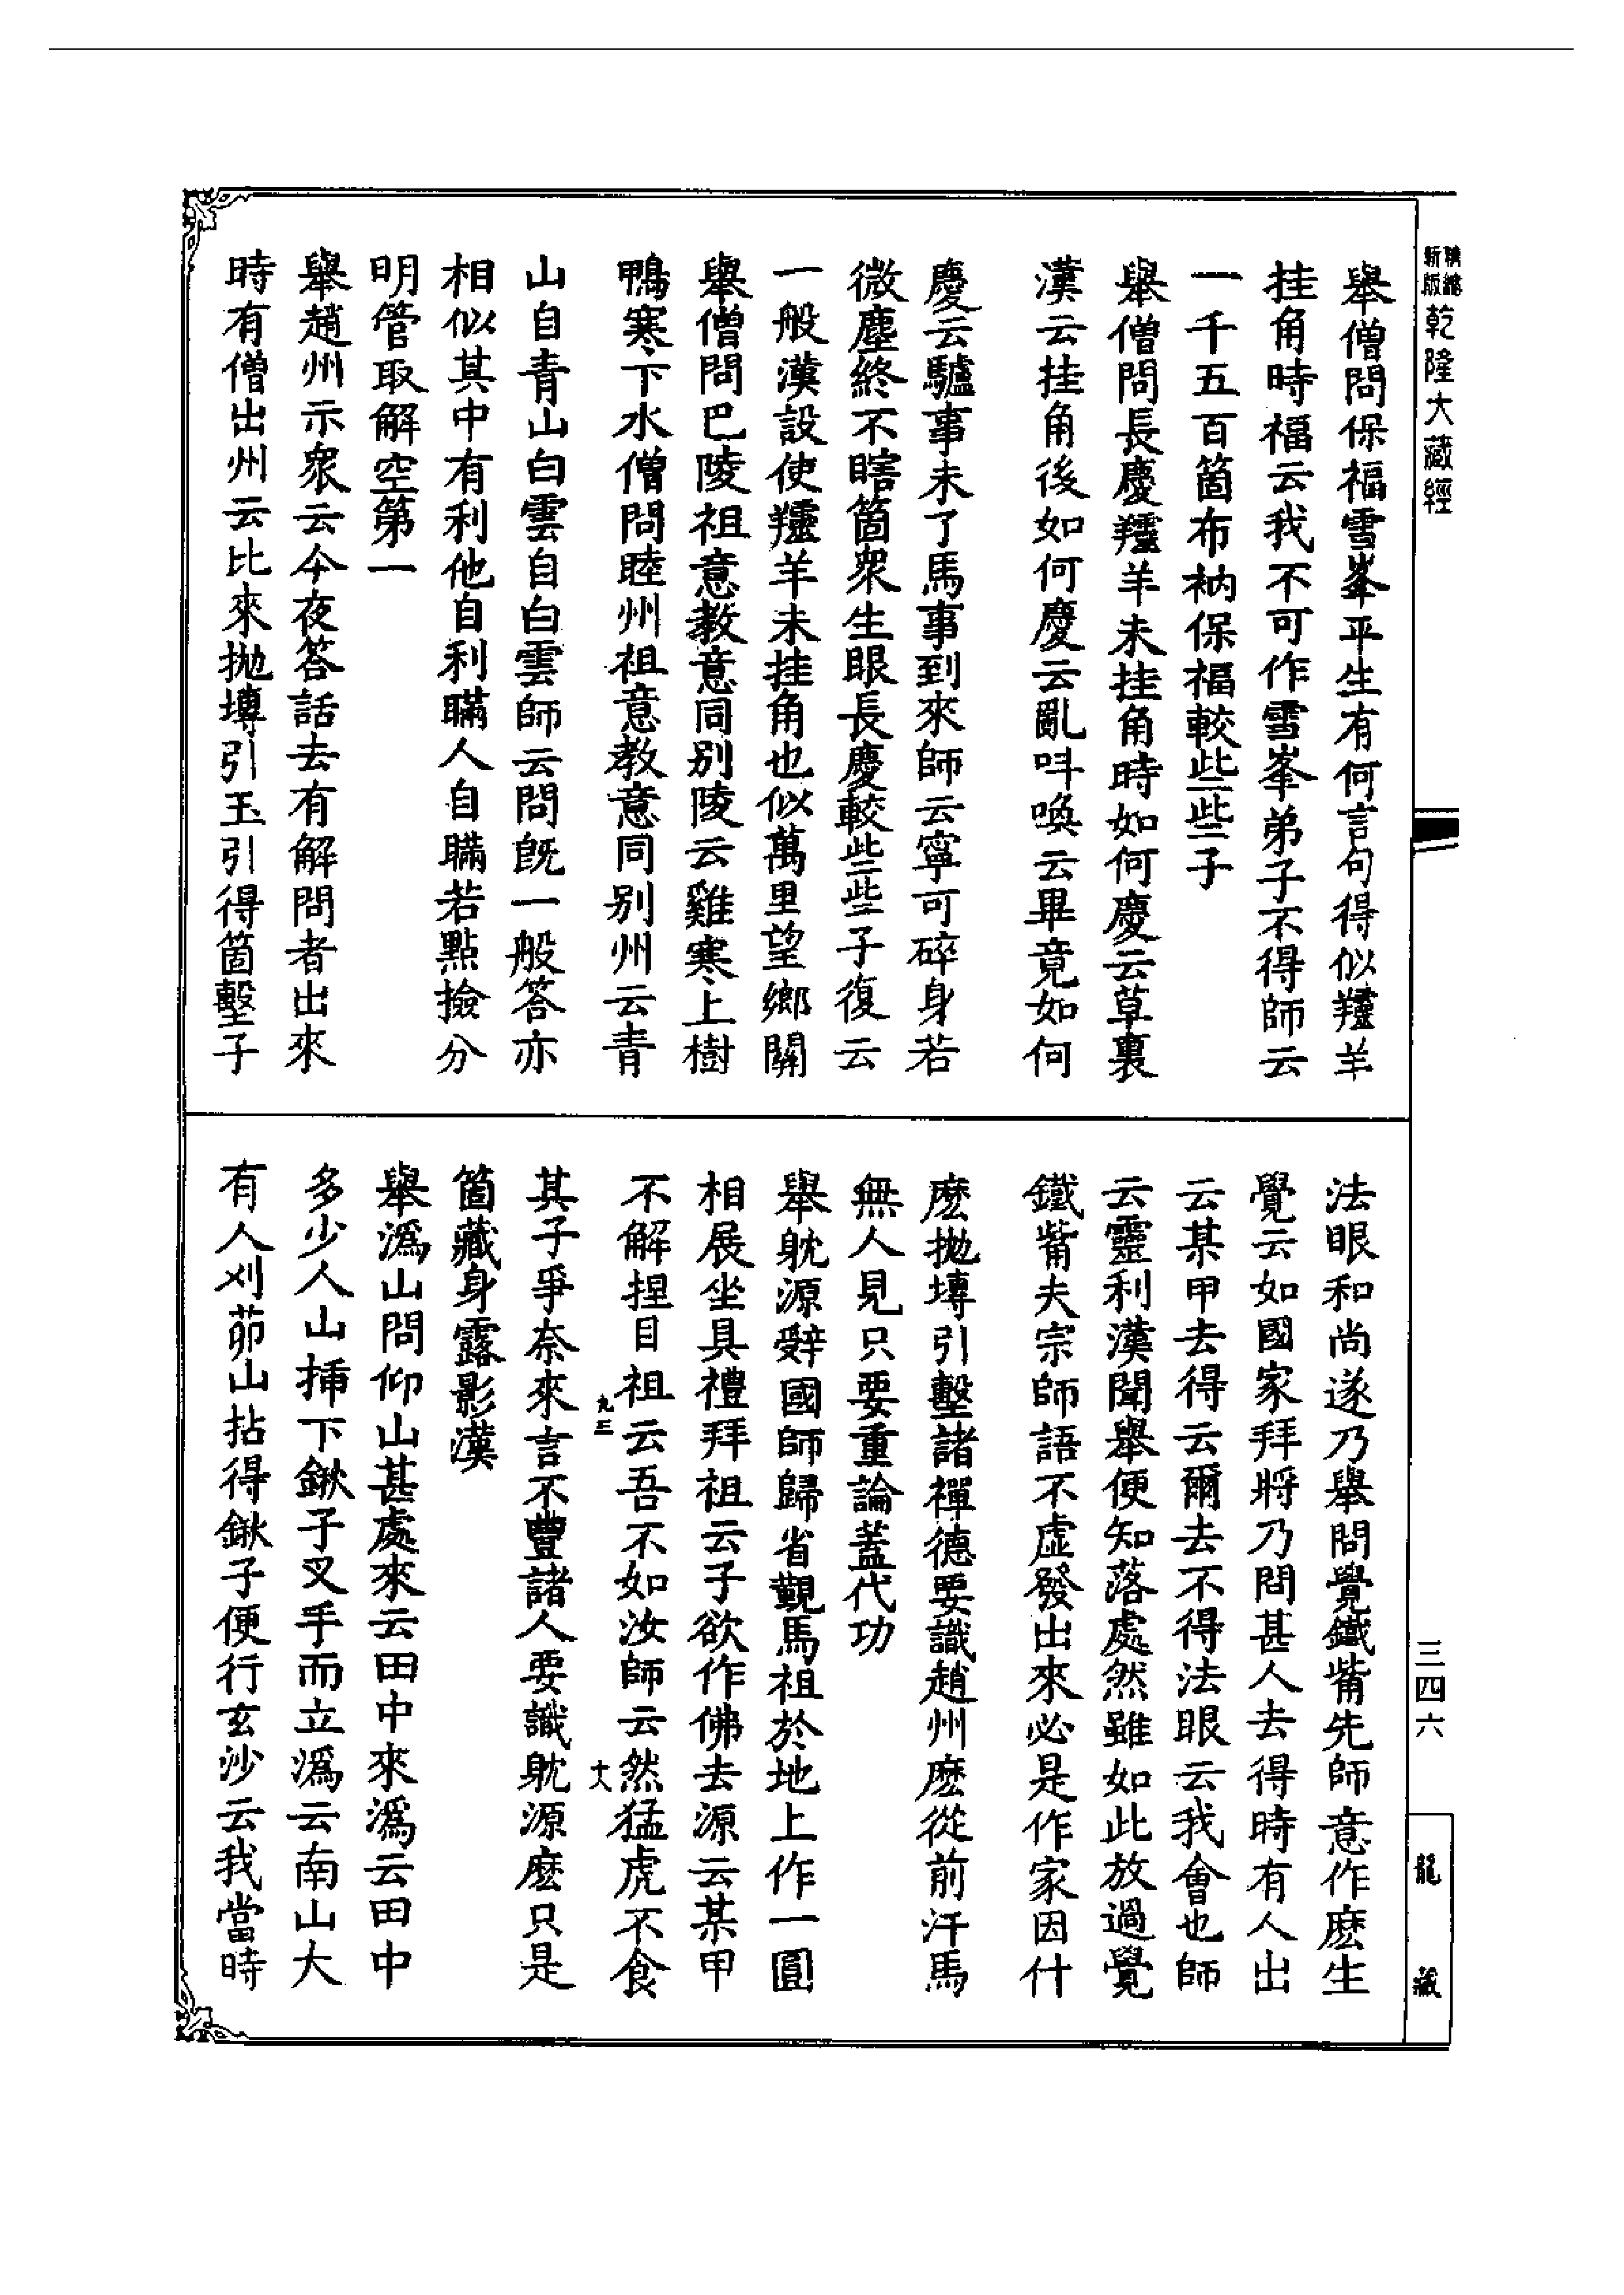 新版精縮乾隆大藏經
舉僧問保福雪峯平生有何言句得似𦏰羊
挂角時福云我不可作雪峯弟子不得師云
一千五百箇布衲保福較些些子
舉僧問長慶𦏰羊未挂角時如何慶云草裏
漢云挂角後如何慶云亂叫喚云畢竟如何
慶云驢事未了馬事到來師云寧可碎身若
微塵終不瞎箇眾生眼長慶較些些子復云
一般漢設使𦏰羊未挂角也似萬里望鄉關
舉僧問巴陵祖意教意同別陵云雞寒上樹
鴨寒下水僧問睦州祖意教意同別州云青
山自青山白雲自白雲師云問既一般答亦
相似其中有利他自利瞞人自瞞若點撿分
明管取解空第一
舉趙州示眾云今夜答話去有解問者出來
時有僧出州云比來拋塼引玉引得箇墼子
法眼和尚遂乃舉問覺鐵觜先師意作麽生
覺云如國家拜將乃問甚人去得時有人出
云某甲去得云爾去不得法眼云我會也師
云靈利漢聞舉便知落處然雖如此放過覺
鐵觜夫宗師語不虛發出來必是作家因什
麽拋塼引墼諸禪德要識趙州麽從前汗馬
無人見只要重論蓋代功
舉躭源辭國師歸省覲馬祖於地上作一圓
相展坐具禮拜祖云子欲作佛去源云某甲
不解捏目祖云吾不如汝師云然猛虎不食
其子爭奈來言不豐諸人要識躭源麽只是
箇藏身露影漢
舉溈山問仰山甚處來云田中來溈云田中
多少人山插下鍬子叉手而立溈云南山大
有人刈茆山拈得鍬子便行玄沙云我當時
三四六
龍藏